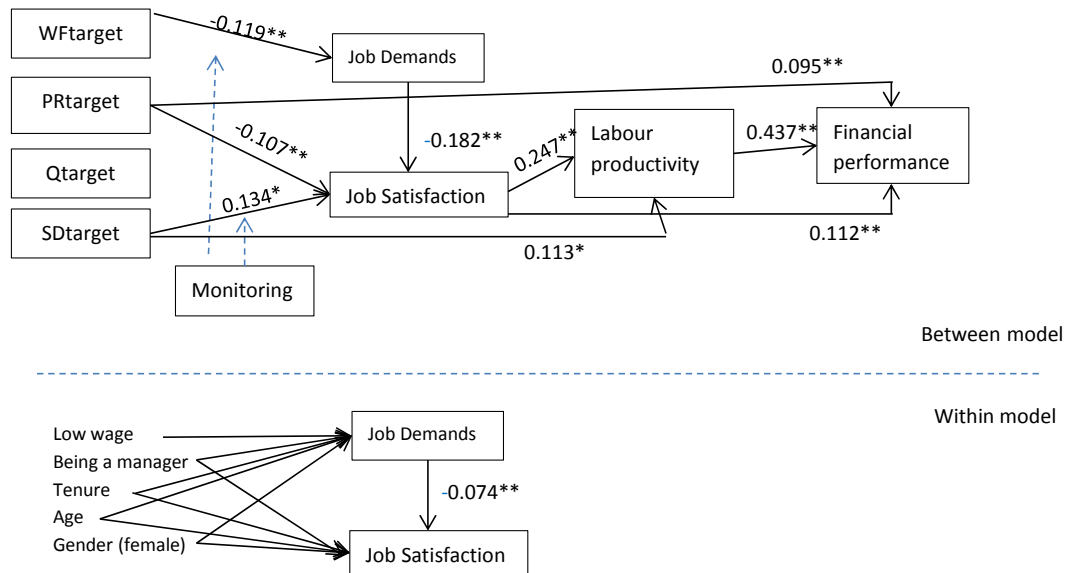 WFtarget
-0.119**
Job Demands
0.095**
PRtarget
-0.107**
-0.182**
0.247**
Labour
productivity
0.437**
Financial
performance
Qtarget
0.134*
Job Satisfaction
SDtarget
0.113*
0.112**
Monitoring
Between model
Within model
Low wage
Being a manager
Tenure
Age
Gender (female)
Job Demands
-0.074**
Job Satisfaction